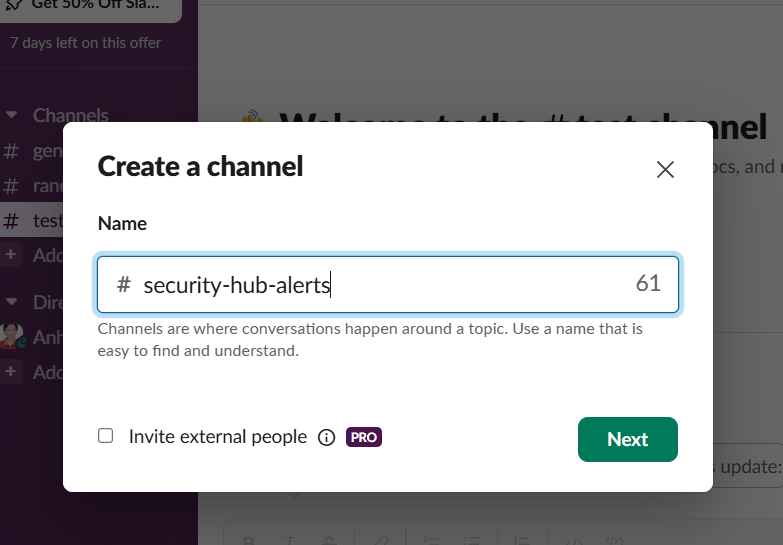 Get 50% Off Sla...
7 days left on this offer
Channels
Welcome to the # test channel
# gen
# ran
# test
+ Add
Dire
Anh
+ Add
ocs, and
s update:
Create a channel
Name
# security-hub-alerts 61
Channels are where conversations happen around a topic. Use a name that is
easy to find and understand.
Invite external people PRO
Next